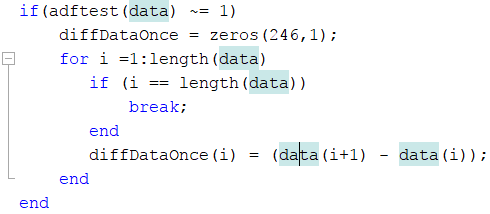 if(adftest(data) ~= 1)
    diffDataOnce = zeros(246,1);
    for i =1:length(data)
       if (i == length(data))
           break;
       end
       diffDataOnce(i) = (data(i+1) - data(i));
    end
end